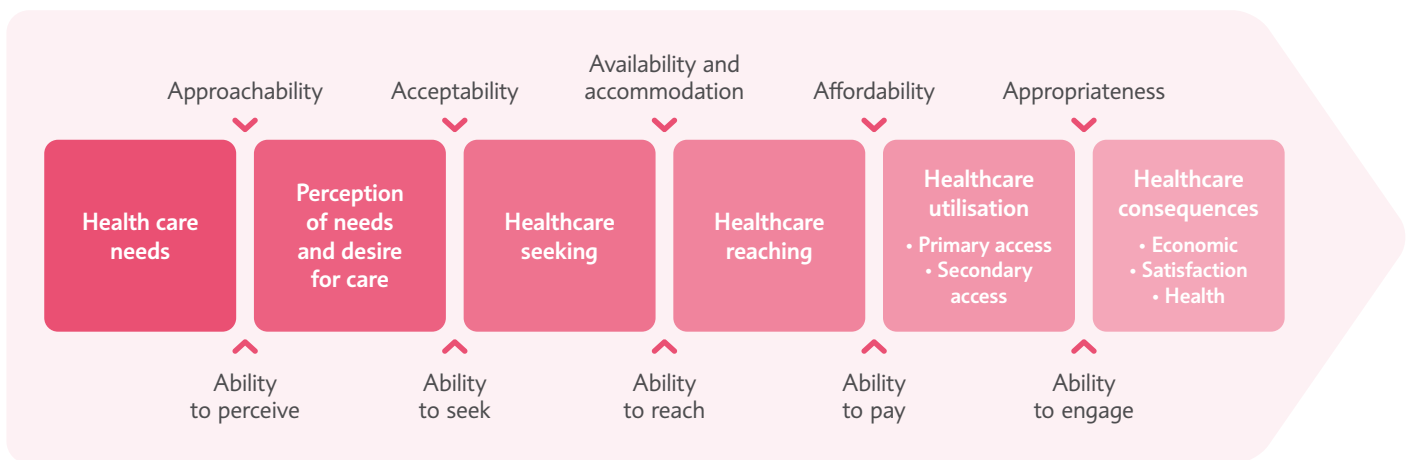 Approachability
Acceptability
Availability and
accommodation
Affordability
Appropriateness
Health care
needs
Perception
of needs
and desire
for care
Healthcare
seeking
Healthcare
reaching
Healthcare
utilisation
• Primary access
• Secondary
access
Healthcare
consequences
• Economic
• Satisfaction
• Health
Ability
to perceive
Ability
to seek
Ability
to reach
Ability
to pay
Ability
to engage